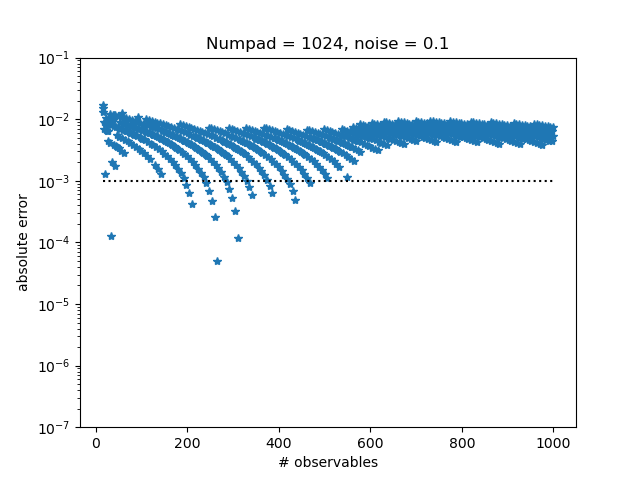 Numpad = 1024, noise = 0.1
absolute error
10⁻¹
10⁻²
10⁻³
10⁻⁴
10⁻⁵
10⁻⁶
10⁻⁷
0 200 400 600 800 1000
# observables